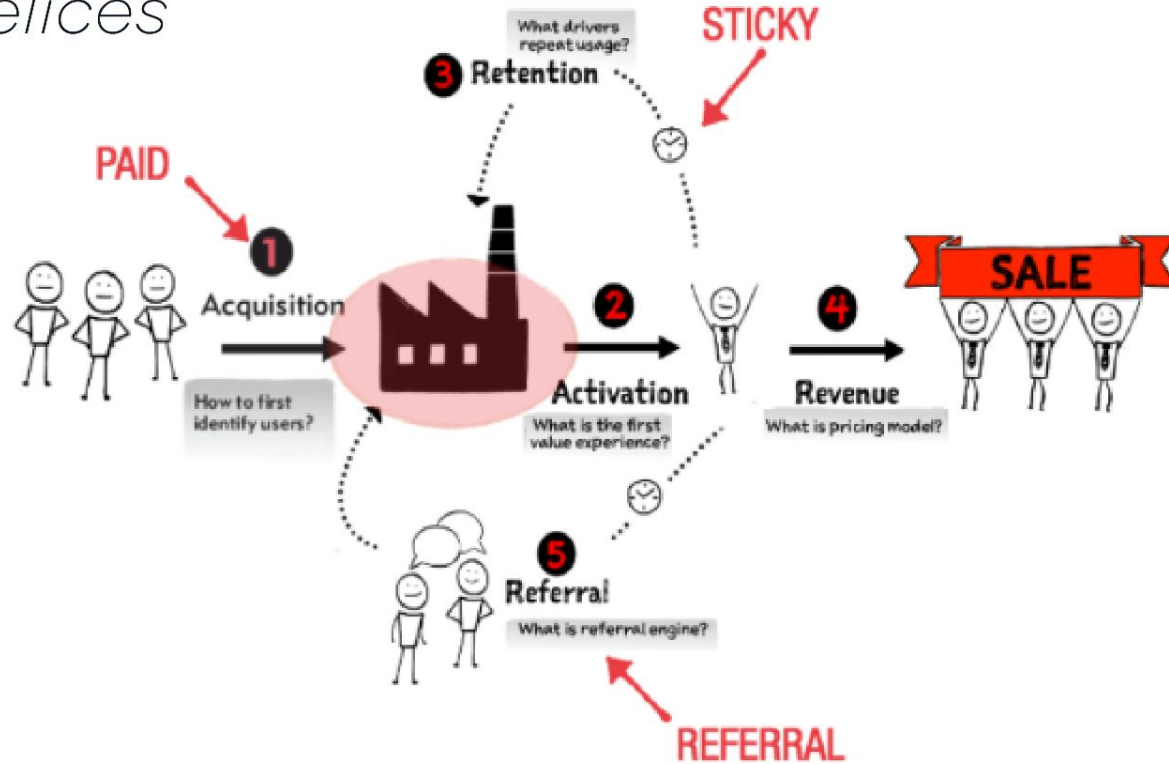 elices
What drivers
repeat usage?
STICKY
3 Retention
PAID
1
Acquisition
How to first
identify users?
2
Activation
What is the first
value experience?
4
Revenue
What is pricing model?
SALE
5
Referral
What is referral engine?
REFERRAL